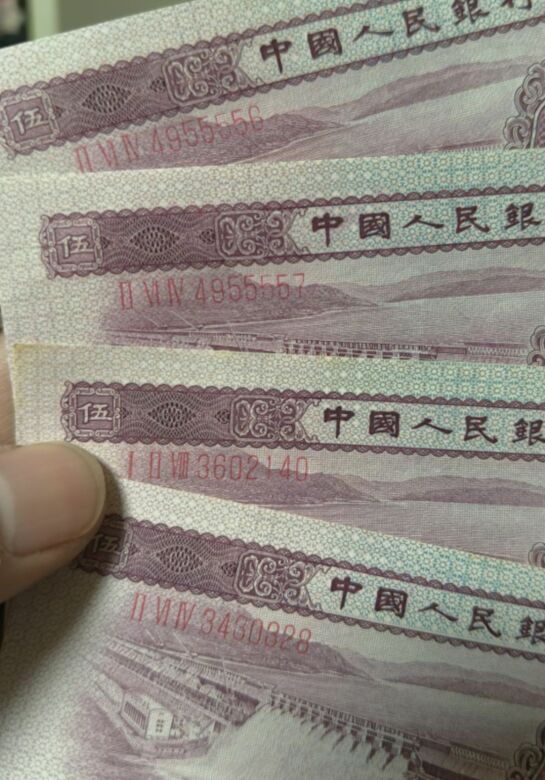 伍 中國人民銀行
II VI IV 4955556
伍 中國人民銀
II VI IV 4955557
伍 中國人民銀
I II VIII 3602140
伍 中國人民銀
II VI IV 3460328